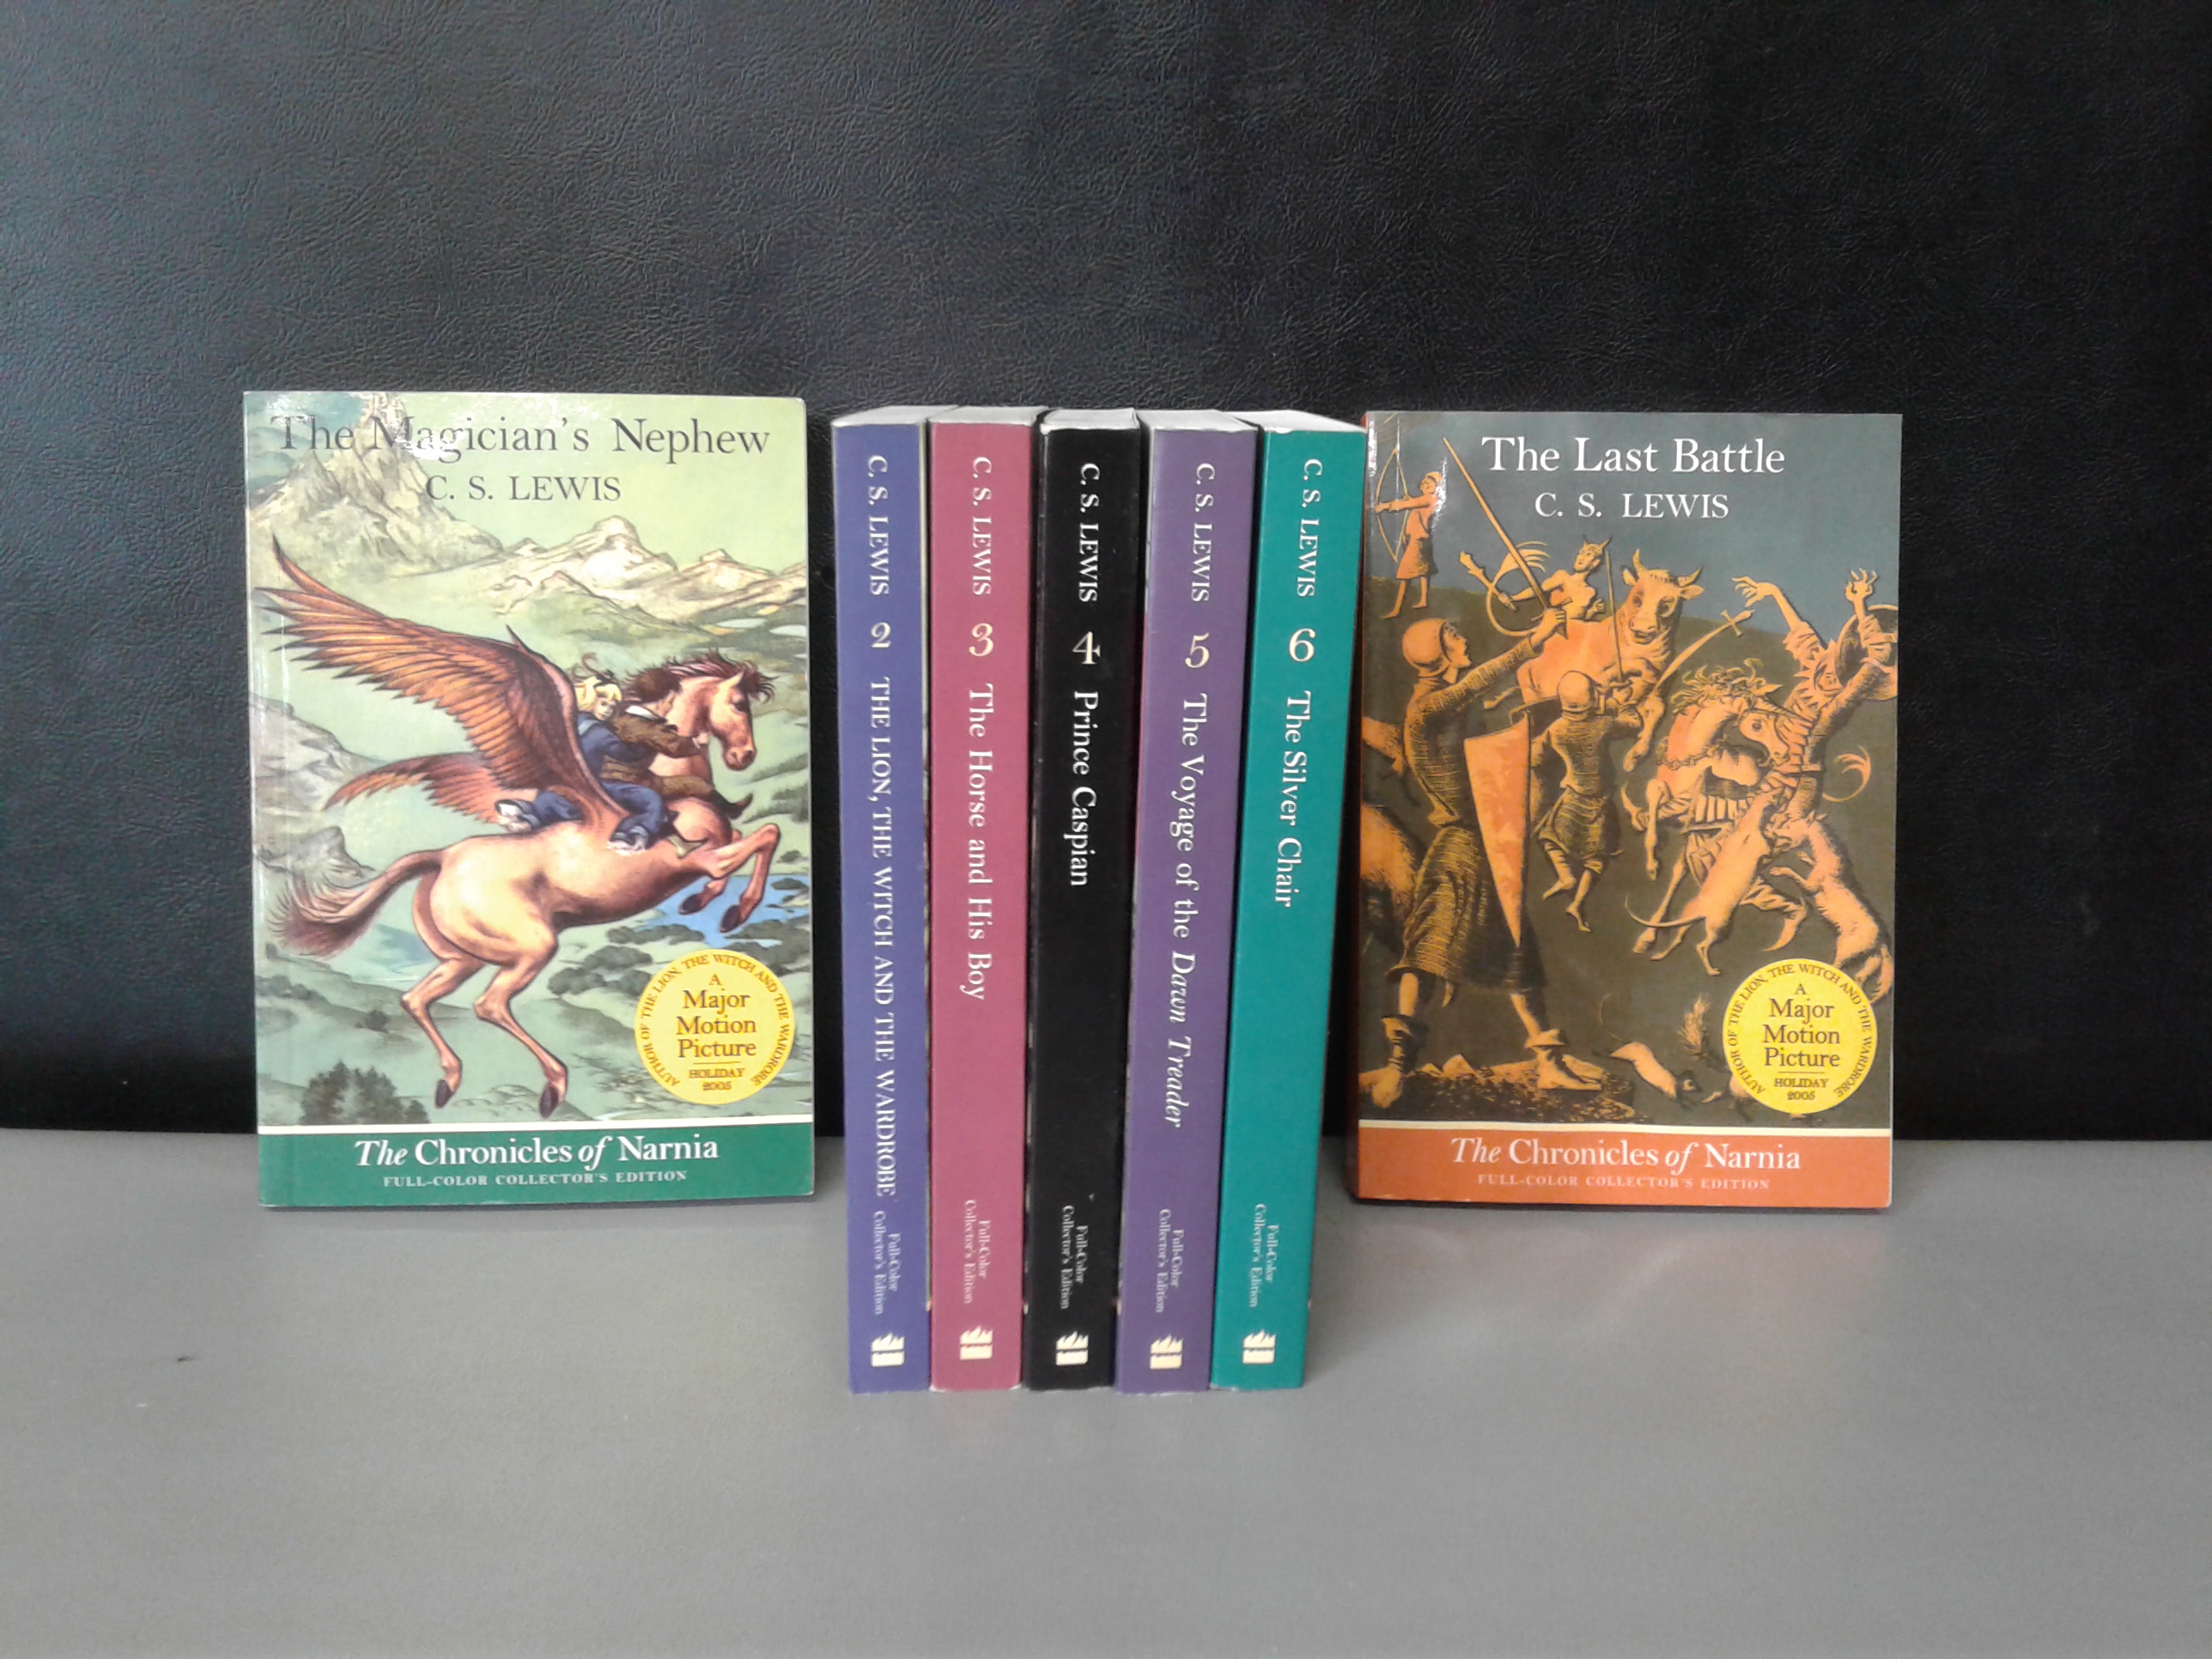 The Magician's Nephew
C. S. LEWIS
AUTHOR OF THE LION, THE WITCH AND THE WARDROBE
A
Major
Motion
Picture
HOLIDAY
2005
The Chronicles of Narnia
FULL-COLOR COLLECTOR'S EDITION
C. S. LEWIS 2 THE LION, THE WITCH AND THE WARDROBE Full-Color
Collector's Edition
C. S. LEWIS 3 The Horse and His Boy Full-Color
Collector's Edition
C. S. LEWIS 4 Prince Caspian Full-Color
Collector's Edition
C. S. LEWIS 5 The Voyage of the Dawn Treader Full-Color
Collector's Edition
C. S. LEWIS 6 The Silver Chair Full-Color
Collector's Edition
The Last Battle
C. S. LEWIS
AUTHOR OF THE LION, THE WITCH AND THE WARDROBE
A
Major
Motion
Picture
HOLIDAY
2005
The Chronicles of Narnia
FULL-COLOR COLLECTOR'S EDITION